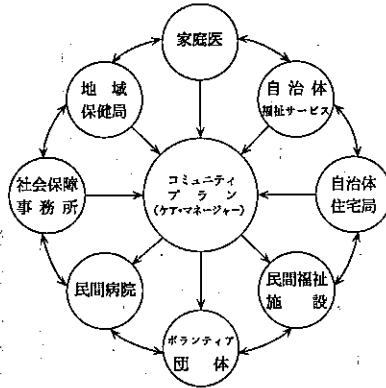 家庭医
地域
保健局
自治体
福祉サービス
社会保障
事務所
コミュニティ
プラン
(ケア・マネージャー)
自治体
住宅局
民間病院
民間福祉
施設
ボランティア
団体